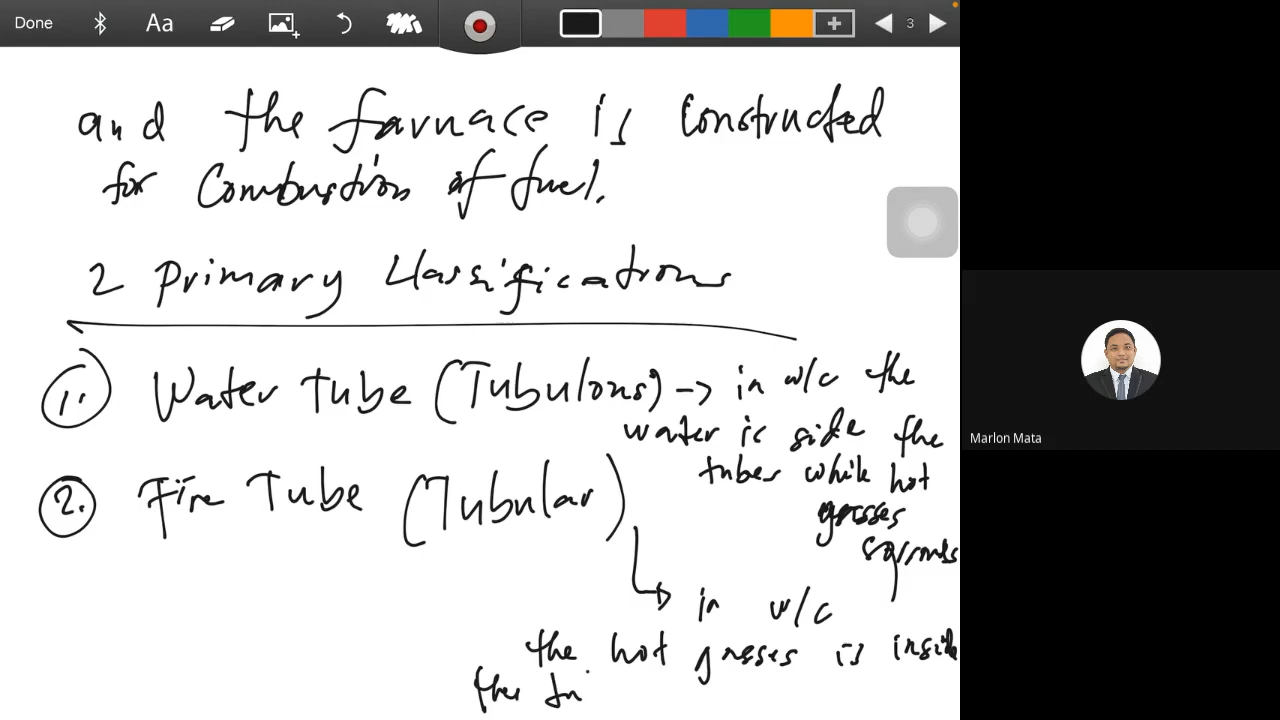 Done
Aa
3
and the farnace is constructed
for Combustion of fuel.
2 Primary Classifications
1. Water tube (Tubulous) → in w/c the
water is side the
tubes while hot
gasses
2. Fire Tube (Tubular)
in w/c
the hot gasses is inside
the tu
Marlon Mata